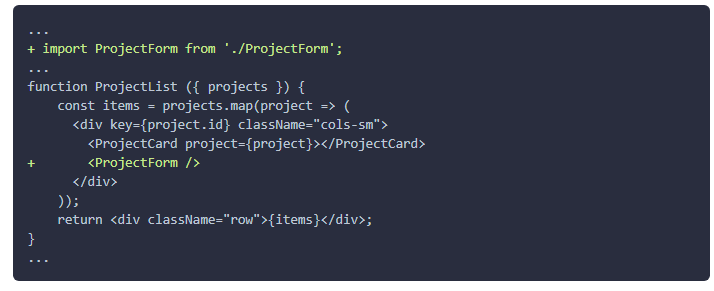 ...
+ import ProjectForm from './ProjectForm';
...
function ProjectList ({ projects }) {
    const items = projects.map(project => (
      <div key={project.id} className="cols-sm">
        <ProjectCard project={project}></ProjectCard>
+       <ProjectForm />
      </div>
    ));
    return <div className="row">{items}</div>;
}
...